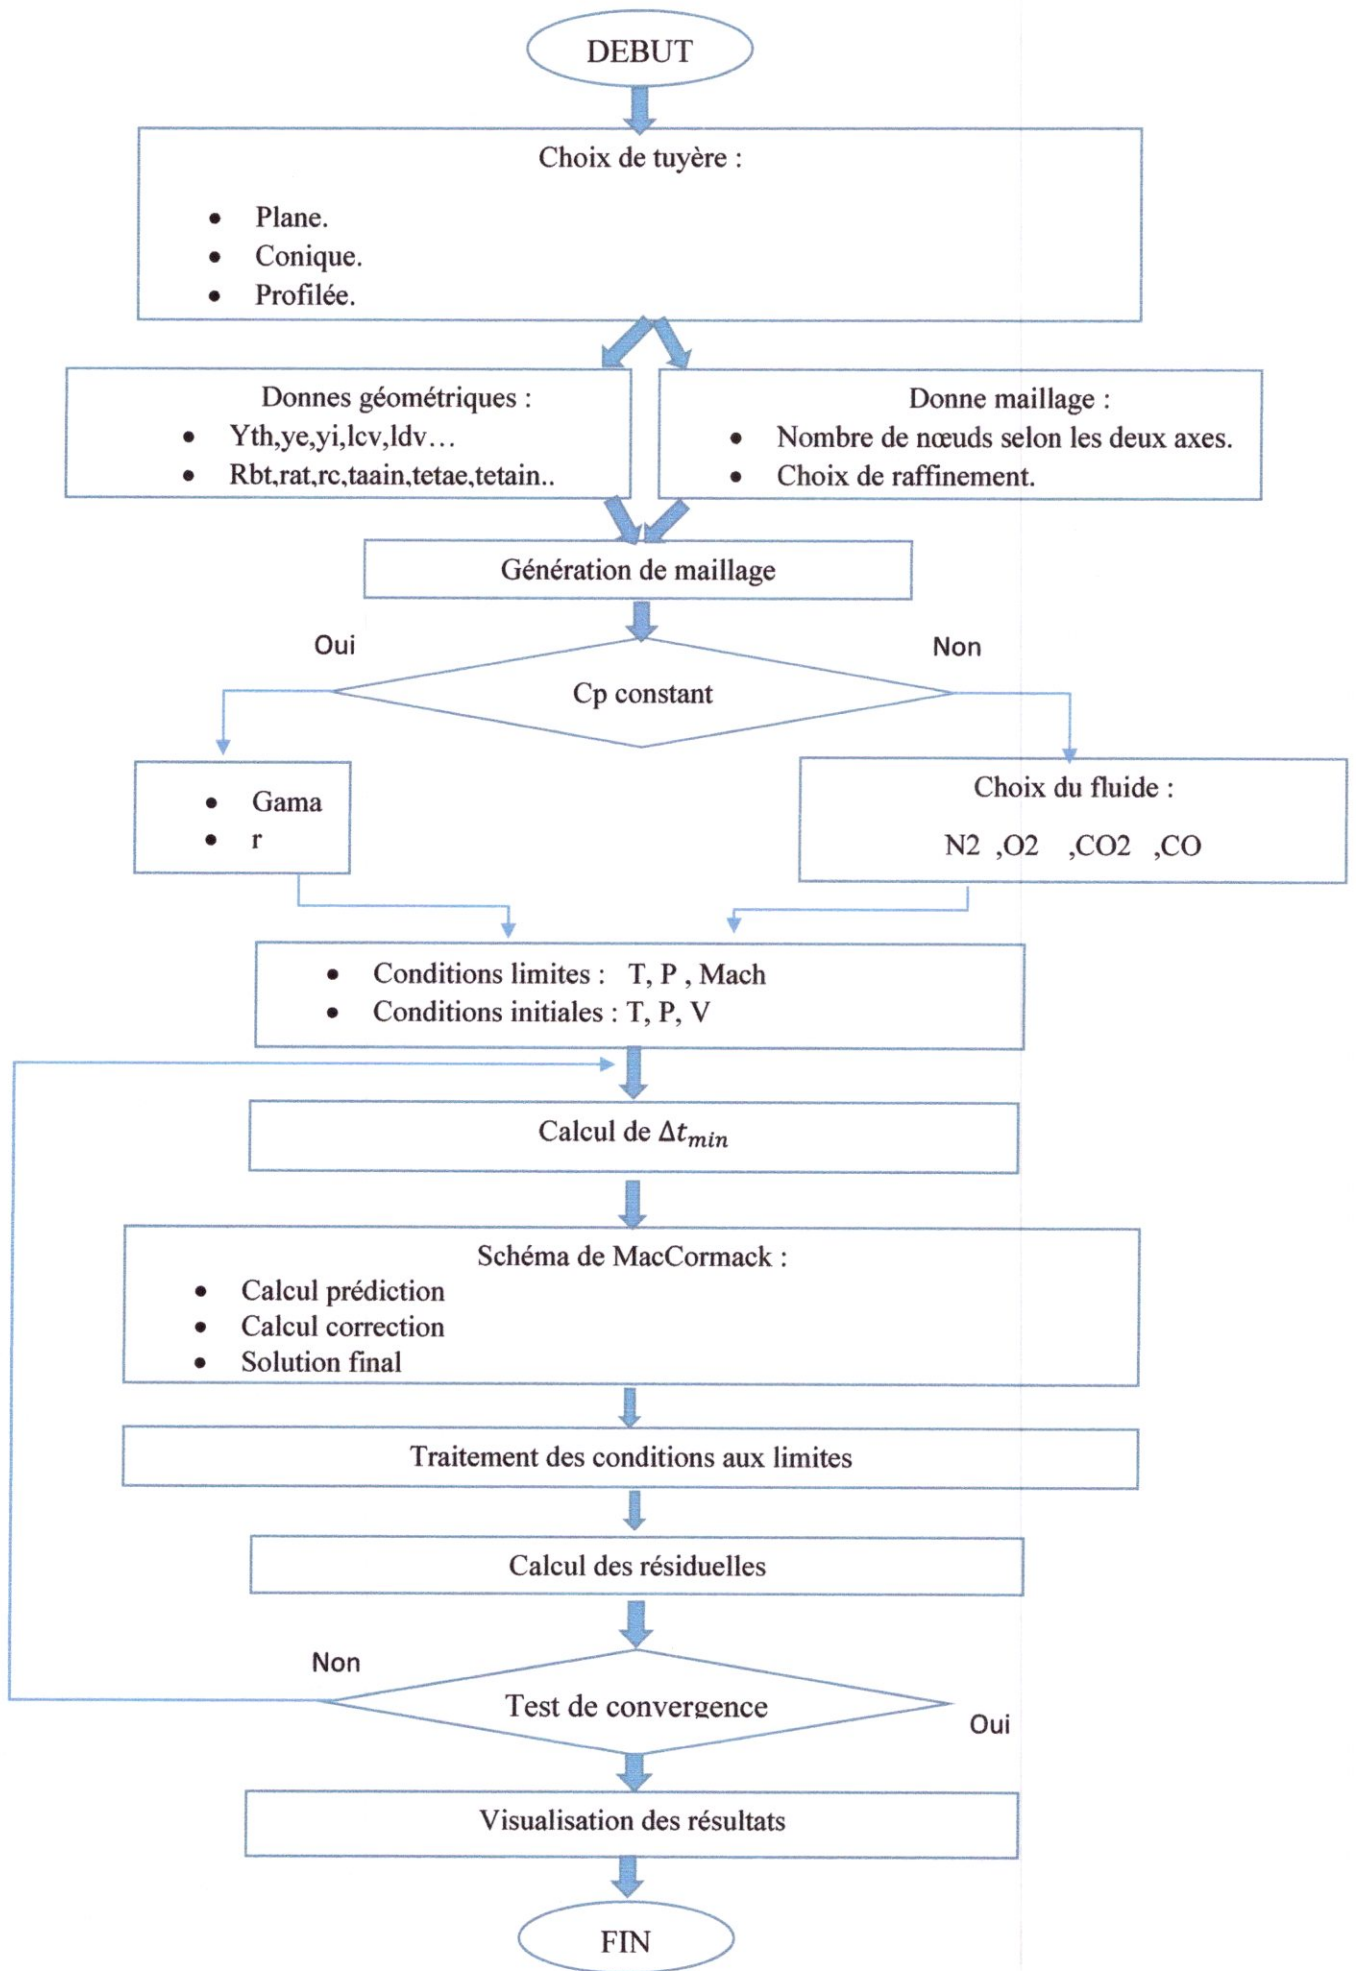 DEBUT
Choix de tuyère :
• Plane.
• Conique.
• Profilée.
Donnes géométriques :
• Yth,ye,yi,lcv,ldv…
• Rbt,rat,rc,taain,tetae,tetain..
Donne maillage :
• Nombre de nœuds selon les deux axes.
• Choix de raffinement.
Génération de maillage
Oui
Non
Cp constant
• Gama
• r
Choix du fluide :
N2 ,O2 ,CO2 ,CO
• Conditions limites : T, P , Mach
• Conditions initiales : T, P, V
Calcul de Δt_min
Schéma de MacCormack :
• Calcul prédiction
• Calcul correction
• Solution final
Traitement des conditions aux limites
Calcul des résiduelles
Non
Test de convergence
Oui
Visualisation des résultats
FIN